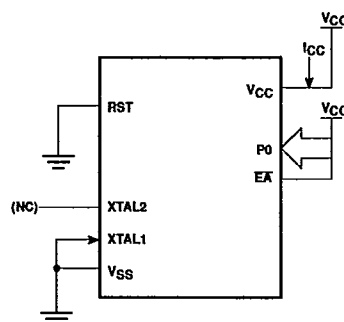 VCC
ICC
VCC
RST
VCC
P0
EA
(NC)
XTAL2
XTAL1
VSS